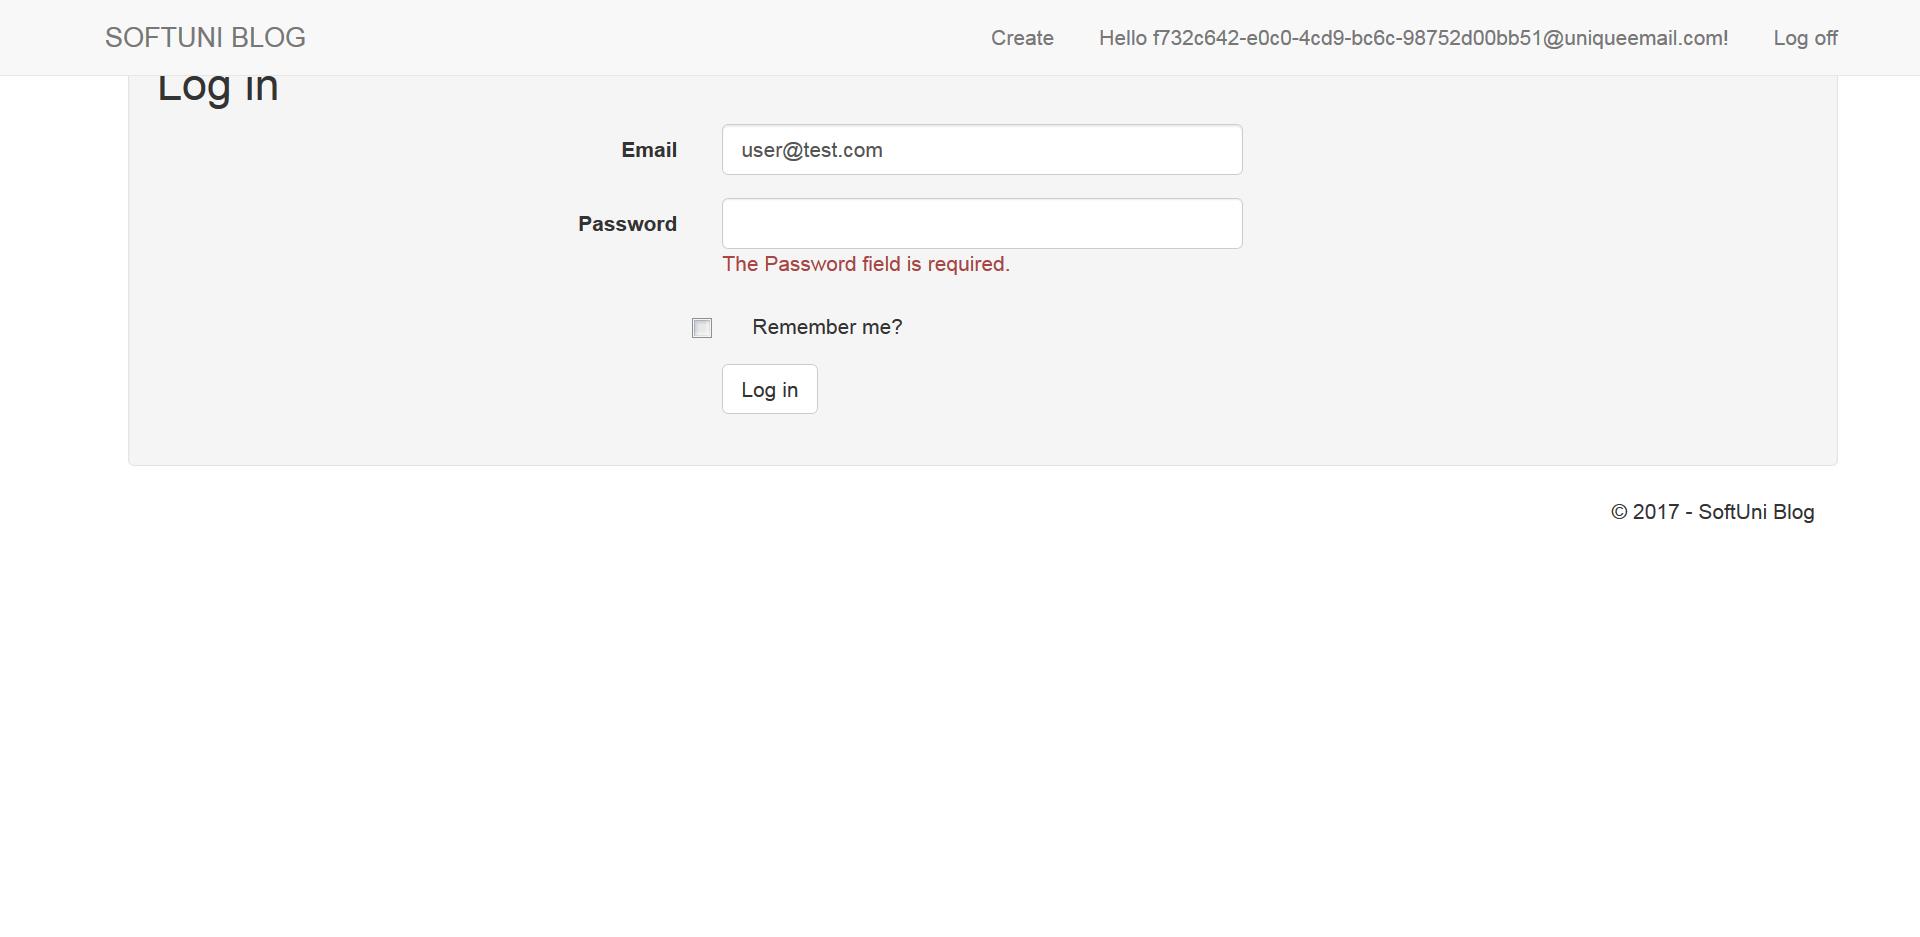 SOFTUNI BLOG
Create
Hello f732c642-e0c0-4cd9-bc6c-98752d00bb51@uniqueemail.com!
Log off
Log in
Email
user@test.com
Password
The Password field is required.
Remember me?
Log in
© 2017 - SoftUni Blog